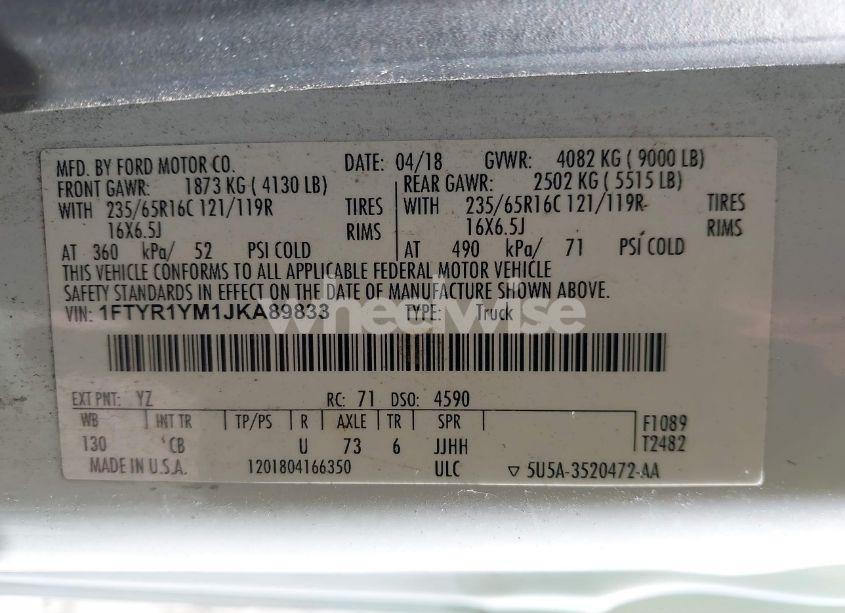 MFD. BY FORD MOTOR CO. DATE: 04/18 GVWR: 4082 KG ( 9000 LB)
FRONT GAWR: 1873 KG ( 4130 LB) REAR GAWR: 2502 KG ( 5515 LB)
WITH 235/65R16C 121/119R TIRES WITH 235/65R16C 121/119R TIRES
16X6.5J RIMS 16X6.5J RIMS
AT 360 kPa/ 52 PSI COLD AT 490 kPa/ 71 PSI COLD
THIS VEHICLE CONFORMS TO ALL APPLICABLE FEDERAL MOTOR VEHICLE
SAFETY STANDARDS IN EFFECT ON THE DATE OF MANUFACTURE SHOWN ABOVE.
VIN: 1FTYR1YM1JKA89833 TYPE: Truck
wheelwise
EXT PNT: YZ RC: 71 DSO: 4590
WB INT TR TP/PS R AXLE TR SPR F1089
130 CB U 73 6 JJHH T2482
MADE IN U.S.A. 1201804166350 ULC ▽ 5U5A-3520472-AA